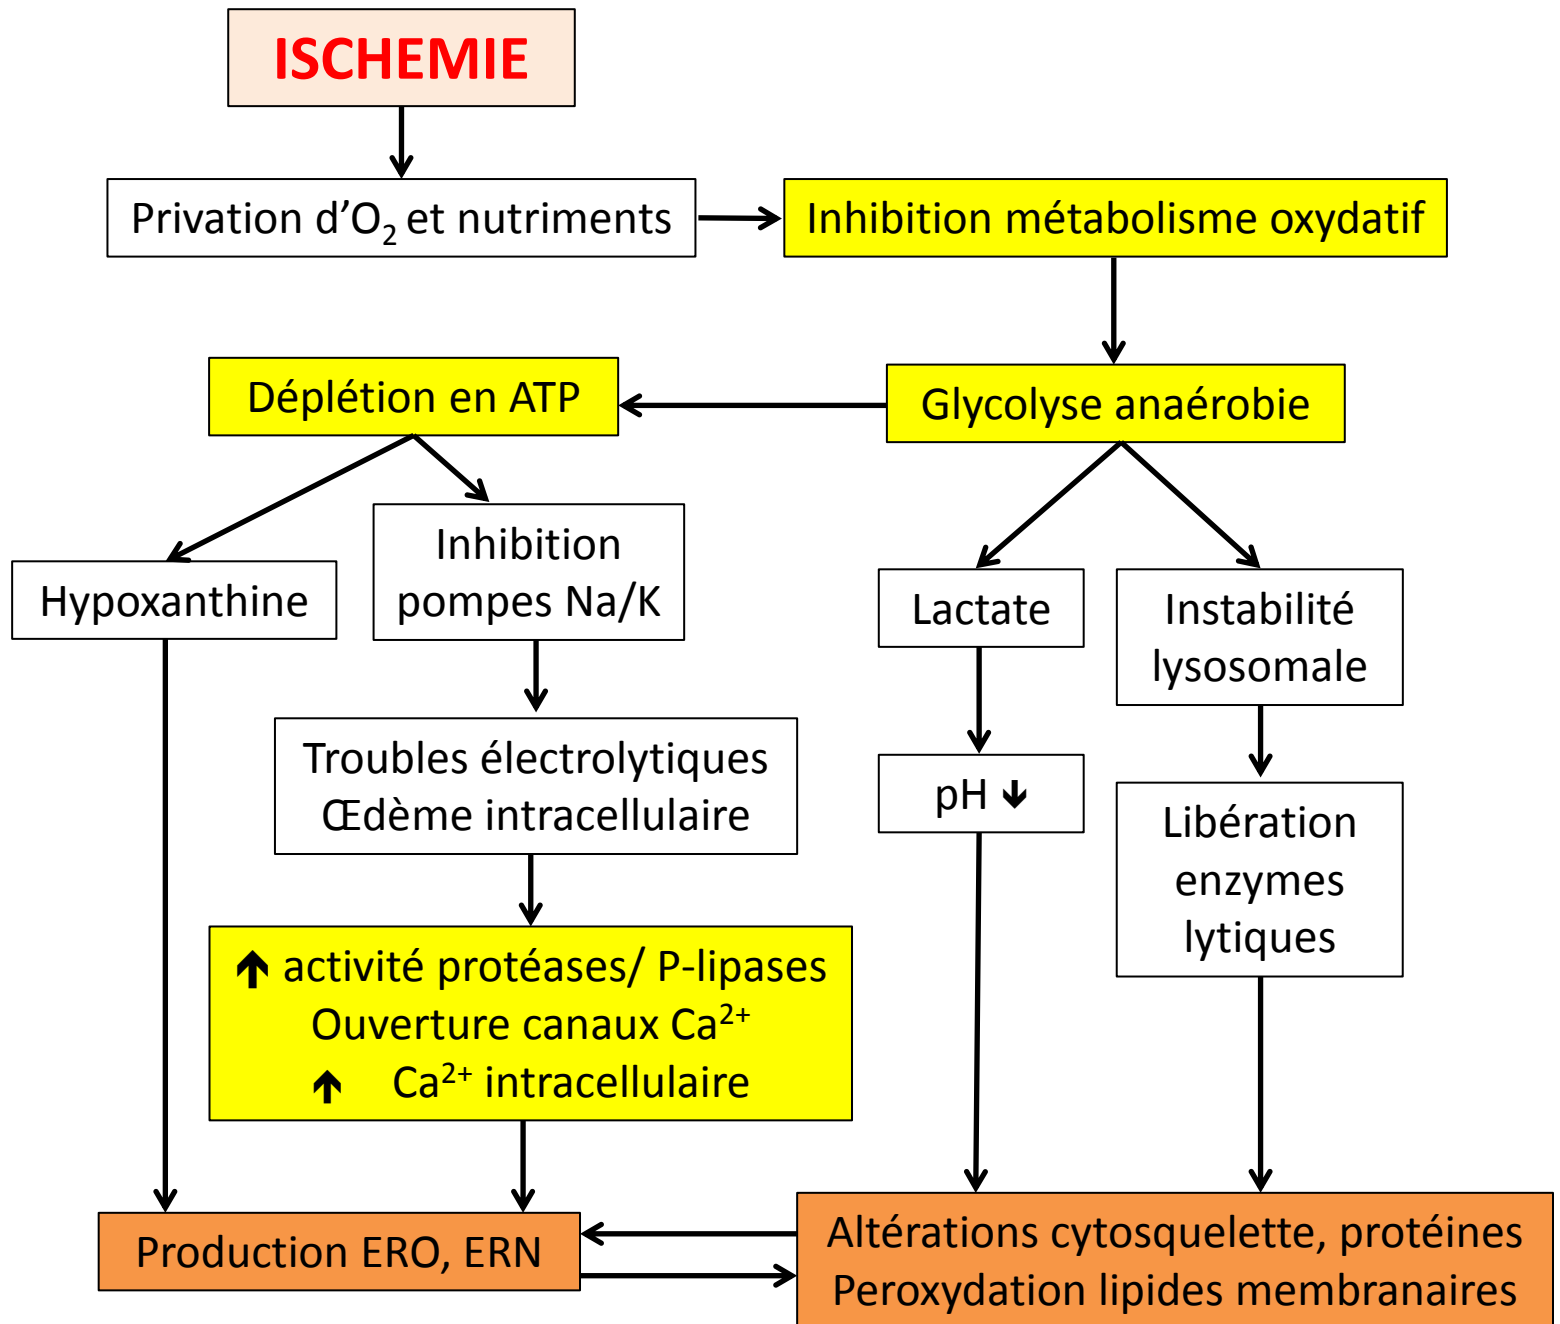 ISCHEMIE
Privation d’O₂ et nutriments
Inhibition métabolisme oxydatif
Déplétion en ATP
Glycolyse anaérobie
Hypoxanthine
Inhibition
pompes Na/K
Lactate
Instabilité
lysosomale
Troubles électrolytiques
Œdème intracellulaire
pH 🡻
Libération
enzymes
lytiques
🡹 activité protéases/ P-lipases
Ouverture canaux Ca²⁺
🡹 Ca²⁺ intracellulaire
Production ERO, ERN
Altérations cytosquelette, protéines
Peroxydation lipides membranaires